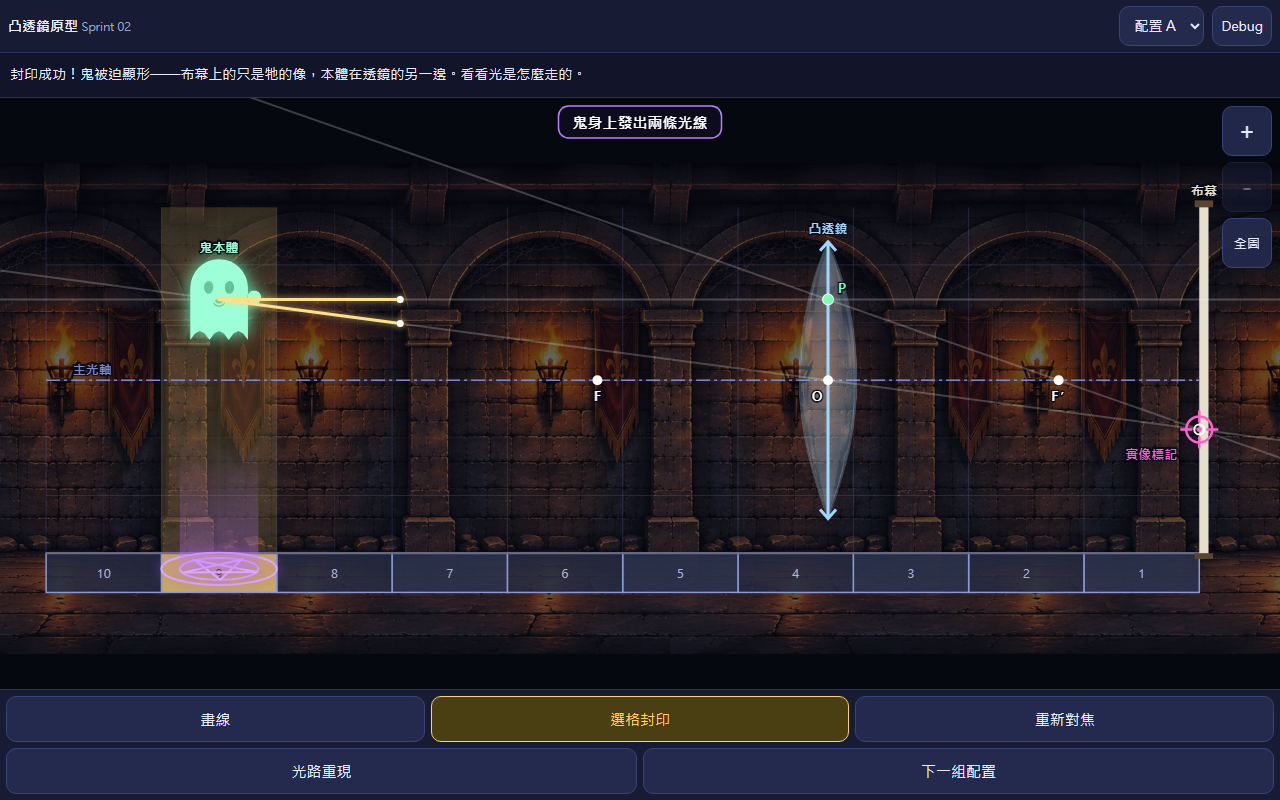 凸透鏡原型 Sprint 02
配置 A
Debug
封印成功！鬼被迫顯形——布幕上的只是牠的像，本體在透鏡的另一邊。看看光是怎麼走的。
鬼身上發出兩條光線
+
−
全圖
布幕
凸透鏡
鬼本體
P
主光軸
F
O
F′
實像標記
10
9
8
7
6
5
4
3
2
1
畫線
選格封印
重新對焦
光路重現
下一組配置